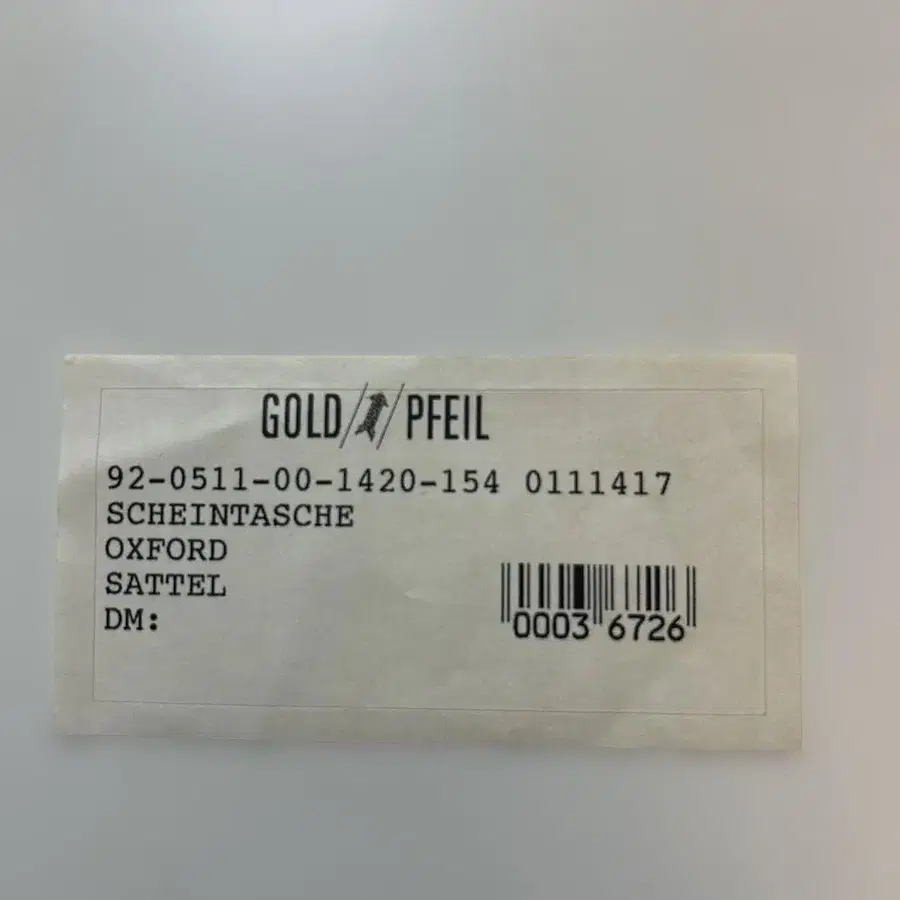 GOLD PFEIL
92-0511-00-1420-154 0111417
SCHEINTASCHE
OXFORD
SATTEL
DM:
0003 6726